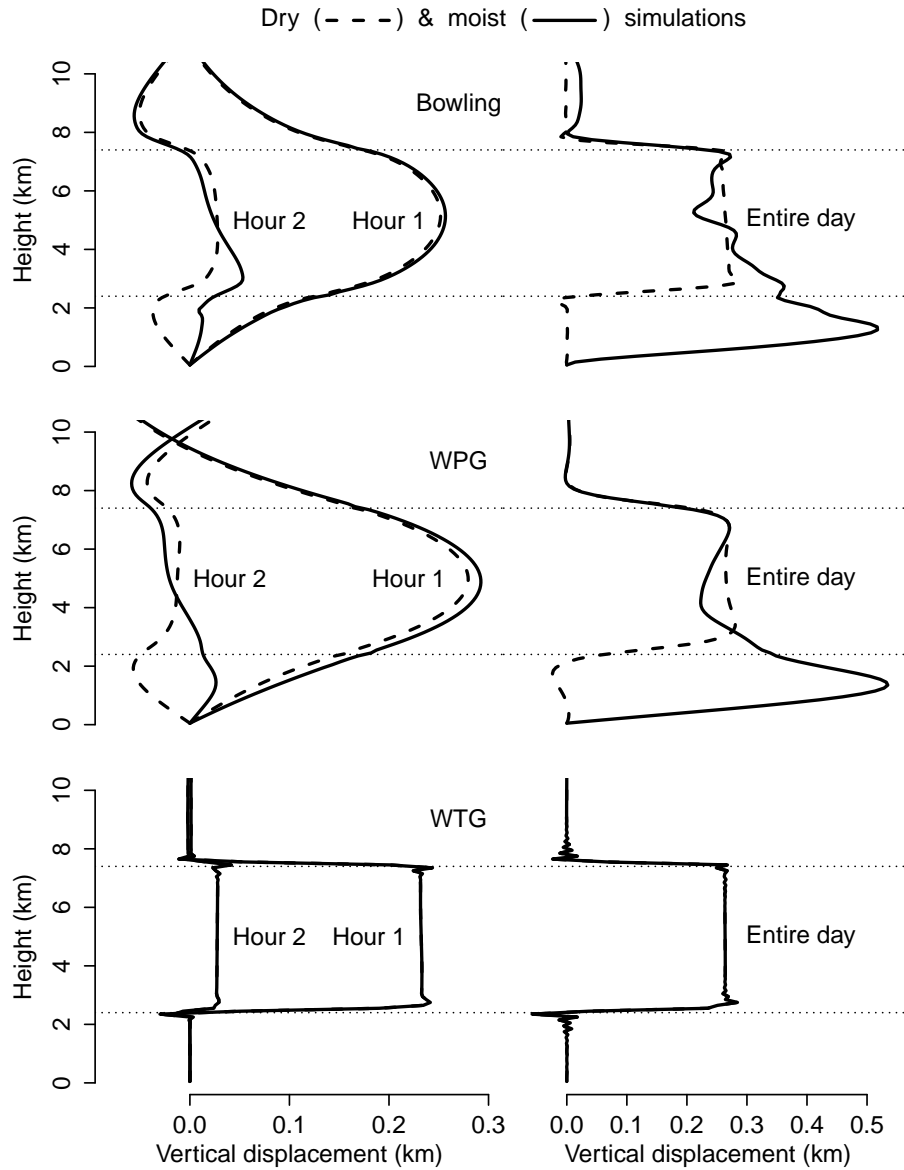 Dry ( ) & moist ( ) simulations
Height (km)
0 2 4 6 8 10
Bowling
Hour 2 Hour 1
Entire day
Height (km)
0 2 4 6 8 10
WPG
Hour 2 Hour 1
Entire day
Height (km)
0 2 4 6 8 10
WTG
Hour 2 Hour 1
Entire day
0.0 0.1 0.2 0.3
Vertical displacement (km)
0.0 0.1 0.2 0.3 0.4 0.5
Vertical displacement (km)